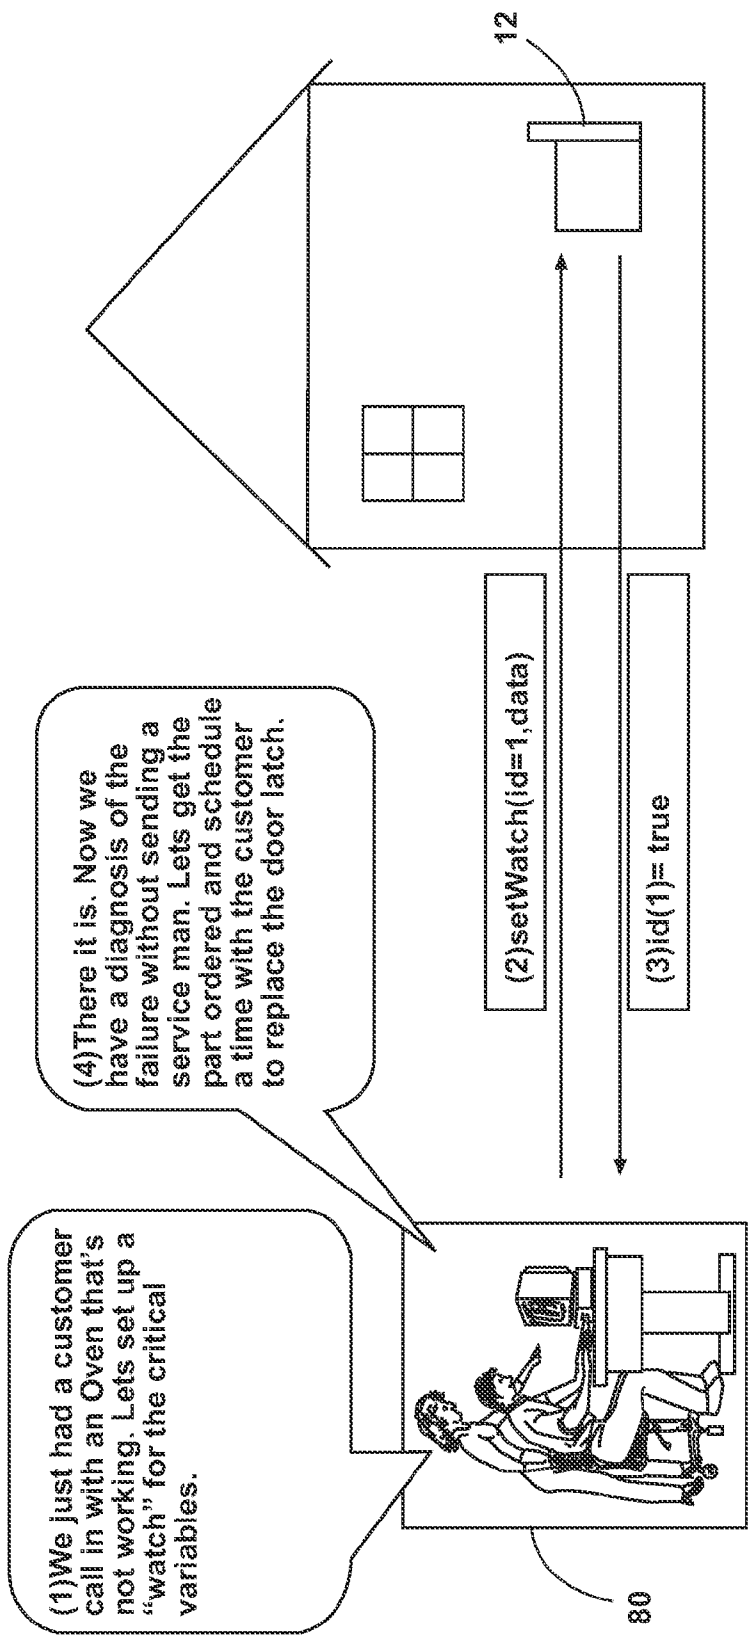 (1)We just had a customer
call in with an Oven that's
not working. Lets set up a
“watch” for the critical
variables.
(4)There it is. Now we
have a diagnosis of the
failure without sending a
service man. Lets get the
part ordered and schedule
a time with the customer
to replace the door latch.
(2)setWatch(id=1,data)
(3)id(1)= true
12
80